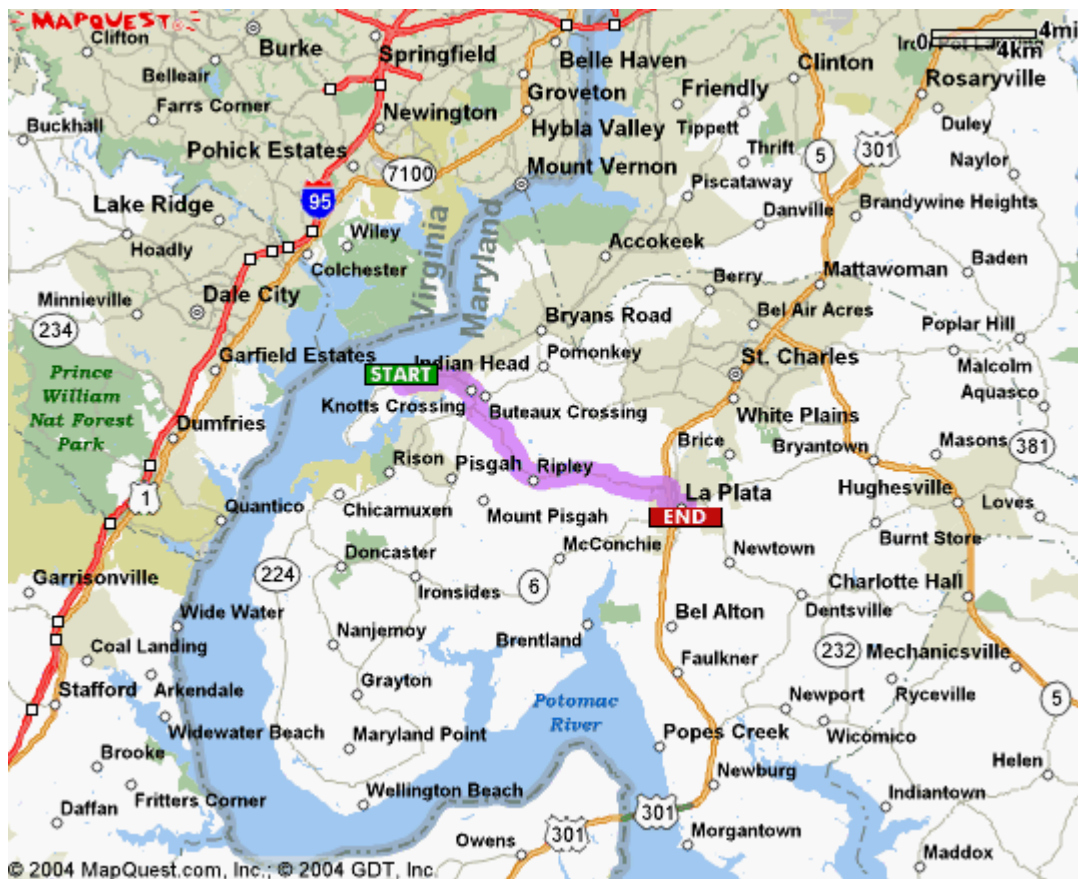 MAPQUEST
Clifton
Burke
Springfield
Belle Haven
Clinton
0 4mi
4km
Rosaryville
Belleair
Groveton
Friendly
Farrs Corner
Newington
Tippett
Duley
Buckhall
Hybla Valley
Thrift
5
301
Naylor
Pohick Estates
Mount Vernon
7100
Piscataway
95
Lake Ridge
Danville
Brandywine Heights
Wiley
Virginia
Maryland
Hoadly
Accokeek
Colchester
Baden
Berry
Mattawoman
Minnieville
Dale City
Bel Air Acres
234
Bryans Road
Poplar Hill
Garfield Estates
Pomonkey
St. Charles
Indian Head
START
Malcolm
Prince
William
Nat Forest
Park
Aquasco
Knotts Crossing
Buteaux Crossing
White Plains
Dumfries
Brice
Bryantown
Masons
381
Rison
Pisgah
Ripley
1
La Plata
Hughesville
Loves
Quantico
Chicamuxen
Mount Pisgah
END
Burnt Store
McConchie
Doncaster
Newtown
Garrisonville
224
6
Charlotte Hall
Ironsides
Wide Water
Bel Alton
Dentsville
Nanjemoy
Brentland
Coal Landing
232
Mechanicsville
Faulkner
Stafford
Arkendale
Grayton
Newport
Ryceville
5
Potomac
River
Widewater Beach
Maryland Point
Popes Creek
Wicomico
Brooke
Helen
Newburg
Fritters Corner
Wellington Beach
Indiantown
Daffan
301
301
Morgantown
Owens
Maddox
© 2004 MapQuest.com, Inc.; © 2004 GDT, Inc.